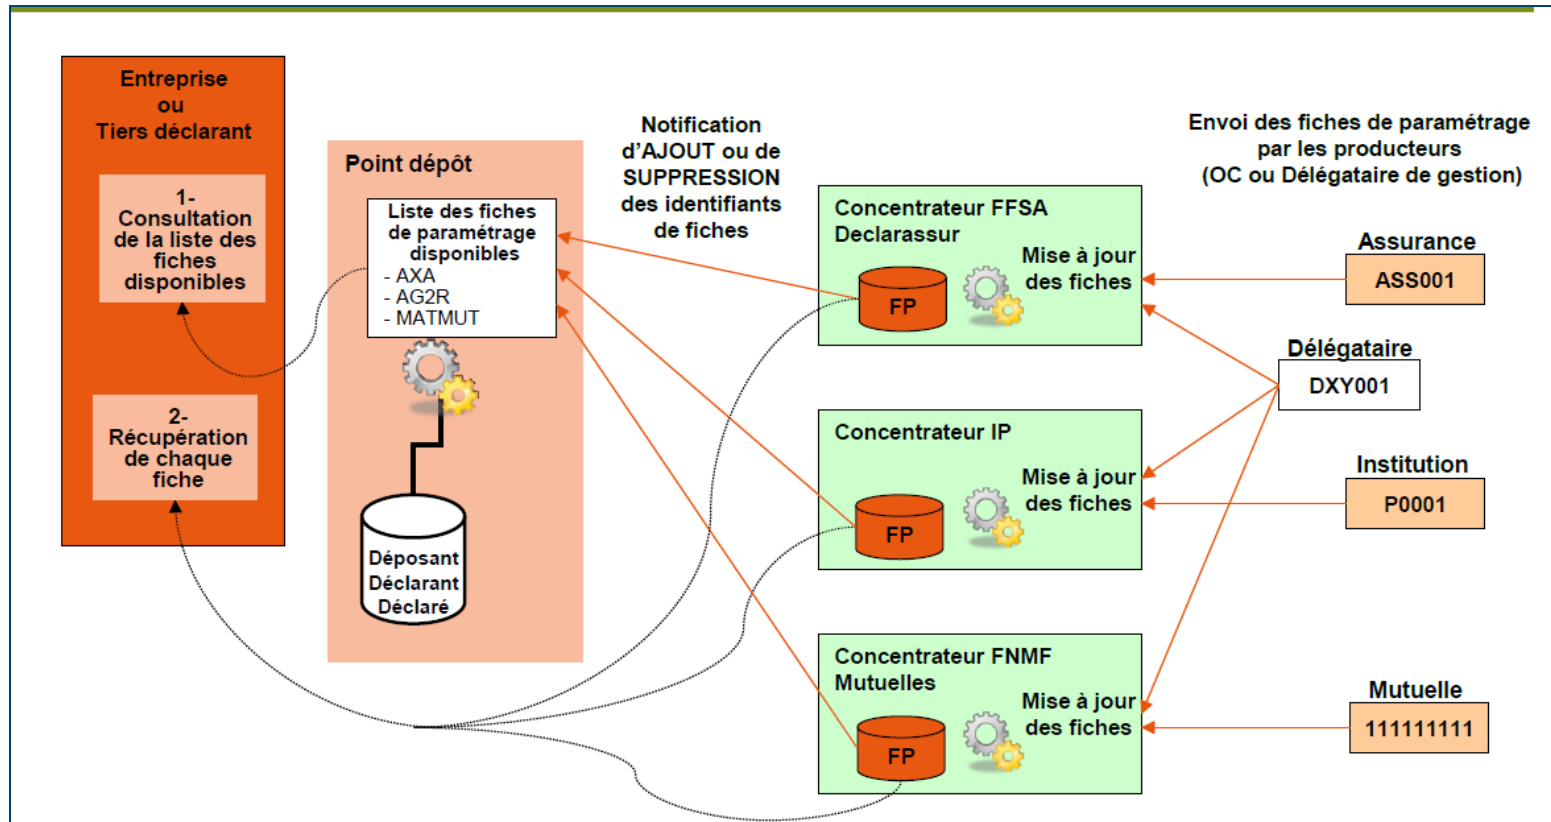 Entreprise
ou
Tiers déclarant
1-
Consultation
de la liste des
fiches
disponibles
2-
Récupération
de chaque
fiche
Point dépôt
Liste des fiches
de paramétrage
disponibles
- AXA
- AG2R
- MATMUT
Déposant
Déclarant
Déclaré
Notification
d'AJOUT ou de
SUPPRESSION
des identifiants
de fiches
Concentrateur FFSA
Declarassur
Mise à jour
des fiches
FP
Concentrateur IP
Mise à jour
des fiches
FP
Concentrateur FNMF
Mutuelles
Mise à jour
des fiches
FP
Envoi des fiches de paramétrage
par les producteurs
(OC ou Délégataire de gestion)
Assurance
ASS001
Délégataire
DXY001
Institution
P0001
Mutuelle
111111111